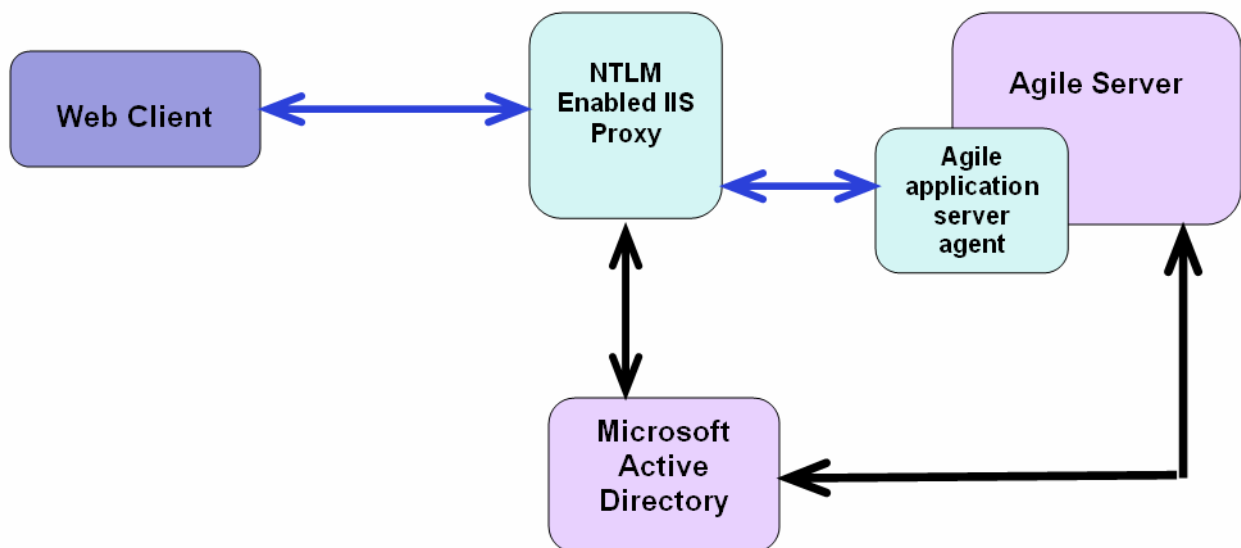 Web Client
NTLM
Enabled IIS
Proxy
Agile Server
Agile
application
server
agent
Microsoft
Active
Directory